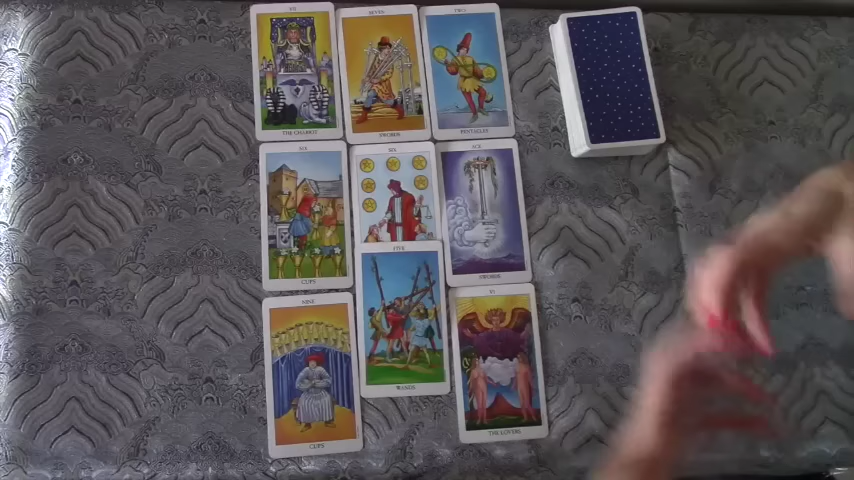 VII
SEVEN
TWO
THE CHARIOT
SWORDS
PENTACLES
SIX
SIX
ACE
CUPS
SWORDS
FIVE
NINE
WANDS
VI
CUPS
THE LOVERS